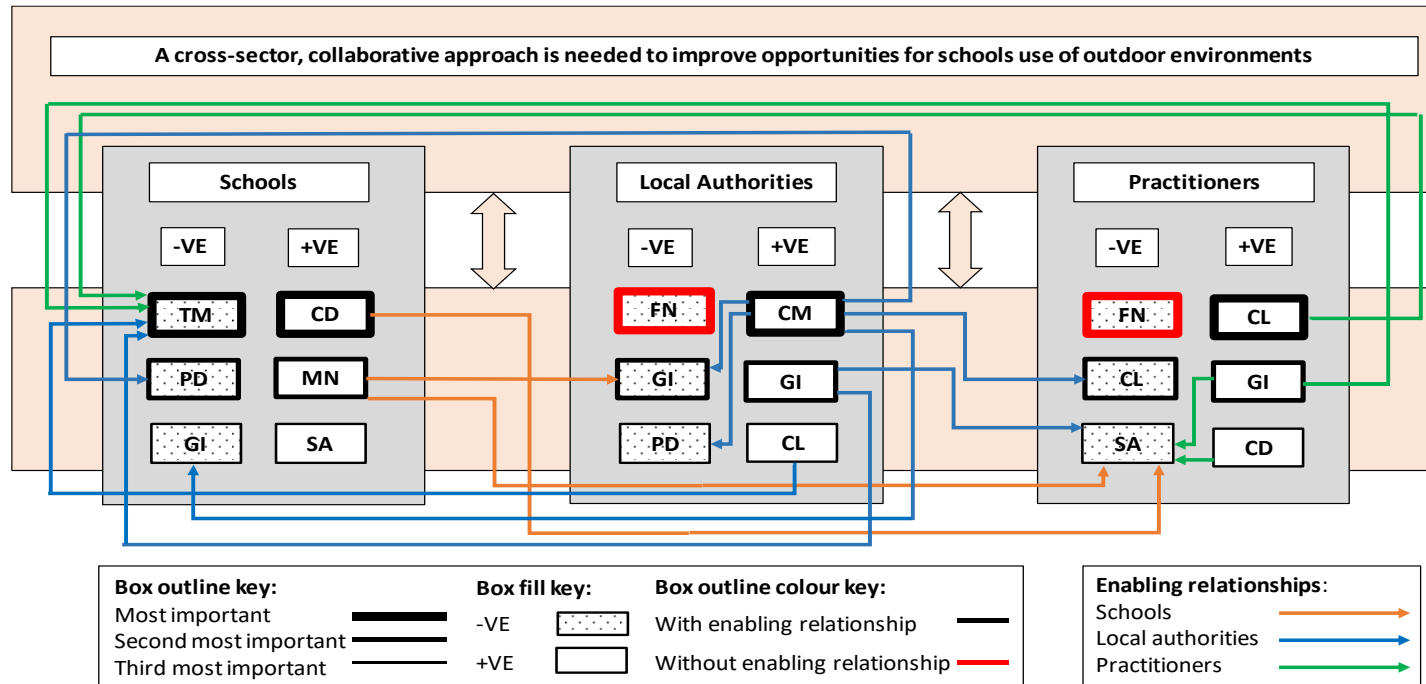 A cross-sector, collaborative approach is needed to improve opportunities for schools use of outdoor environments
Schools
-VE
+VE
TM
CD
PD
MN
GI
SA
Local Authorities
-VE
+VE
FN
CM
GI
GI
PD
CL
Practitioners
-VE
+VE
FN
CL
CL
GI
SA
CD
Box outline key:
Most important
Second most important
Third most important
Box fill key:
-VE
+VE
Box outline colour key:
With enabling relationship
Without enabling relationship
Enabling relationships:
Schools
Local authorities
Practitioners